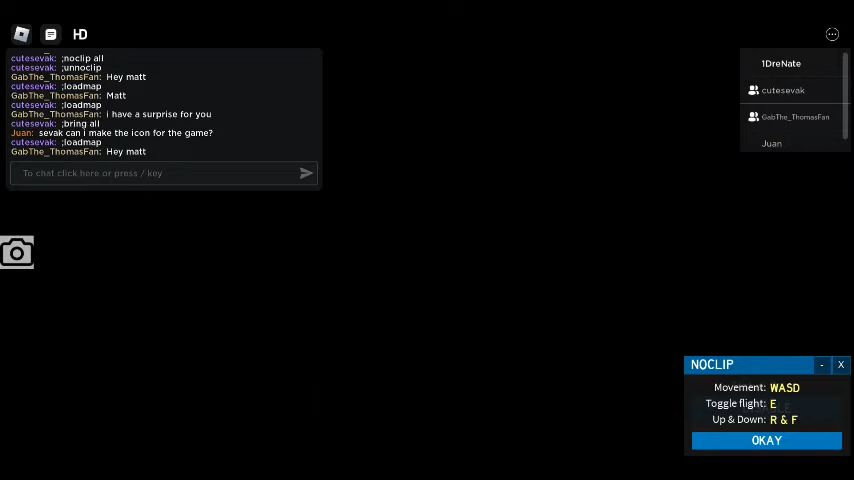 HD
cutesevak: ;noclip all
cutesevak: ;unnoclip
GabThe_ThomasFan: Hey matt
cutesevak: ;loadmap
GabThe_ThomasFan: Matt
cutesevak: ;loadmap
GabThe_ThomasFan: i have a surprise for you
cutesevak: ;bring all
Juan: sevak can i make the icon for the game?
cutesevak: ;loadmap
GabThe_ThomasFan: Hey matt
To chat click here or press / key
1DreNate
cutesevak
GabThe_ThomasFan
Juan
NOCLIP
- X
Movement: WASD
Toggle flight: E
Up & Down: R & F
OKAY